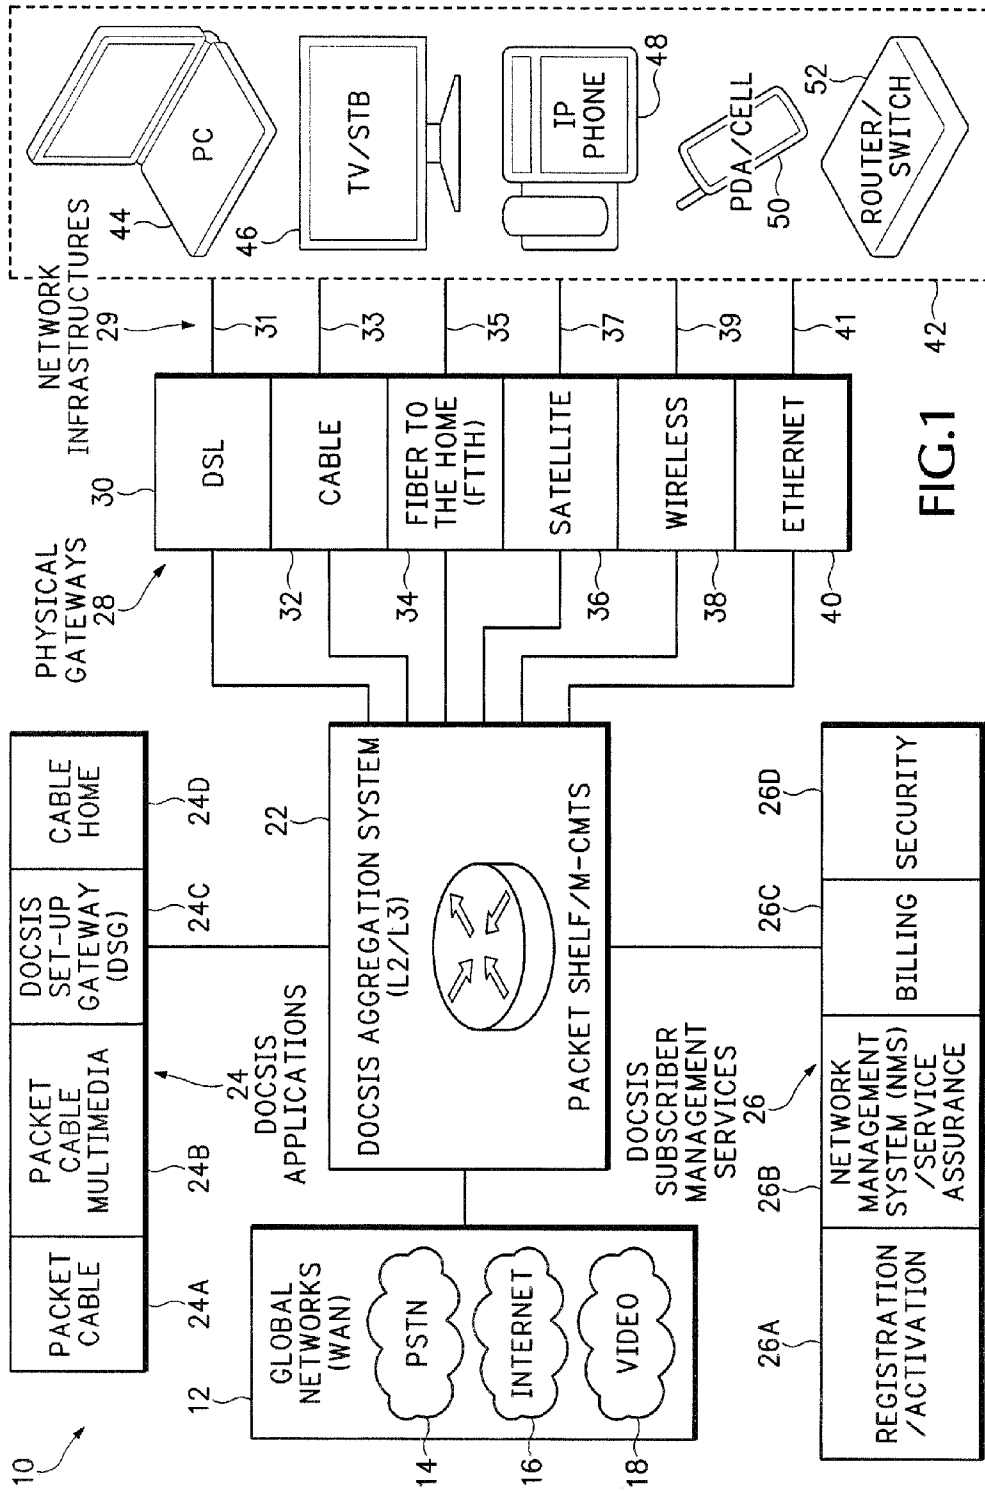 10
PACKET
CABLE
24A
PACKET
CABLE
MULTIMEDIA
24B
DOCSIS
SET-UP
GATEWAY
(DSG)
24C
CABLE
HOME
24D
24
DOCSIS
APPLICATIONS
12
GLOBAL
NETWORKS
(WAN)
PSTN
14
INTERNET
16
VIDEO
18
22
DOCSIS AGGREGATION SYSTEM
(L2/L3)
PACKET SHELF/M-CMTS
DOCSIS
SUBSCRIBER
MANAGEMENT
SERVICES
26
26A
REGISTRATION
/ACTIVATION
26B
NETWORK
MANAGEMENT
SYSTEM (NMS)
/SERVICE
ASSURANCE
26C
BILLING
26D
SECURITY
PHYSICAL
GATEWAYS
28
30
DSL
32
CABLE
34
FIBER TO
THE HOME
(FTTH)
36
SATELLITE
38
WIRELESS
40
ETHERNET
NETWORK
INFRASTRUCTURES
29
31
33
35
37
39
41
42
44
PC
46
TV/STB
IP
PHONE
48
PDA/CELL
50
52
ROUTER/
SWITCH
FIG.1